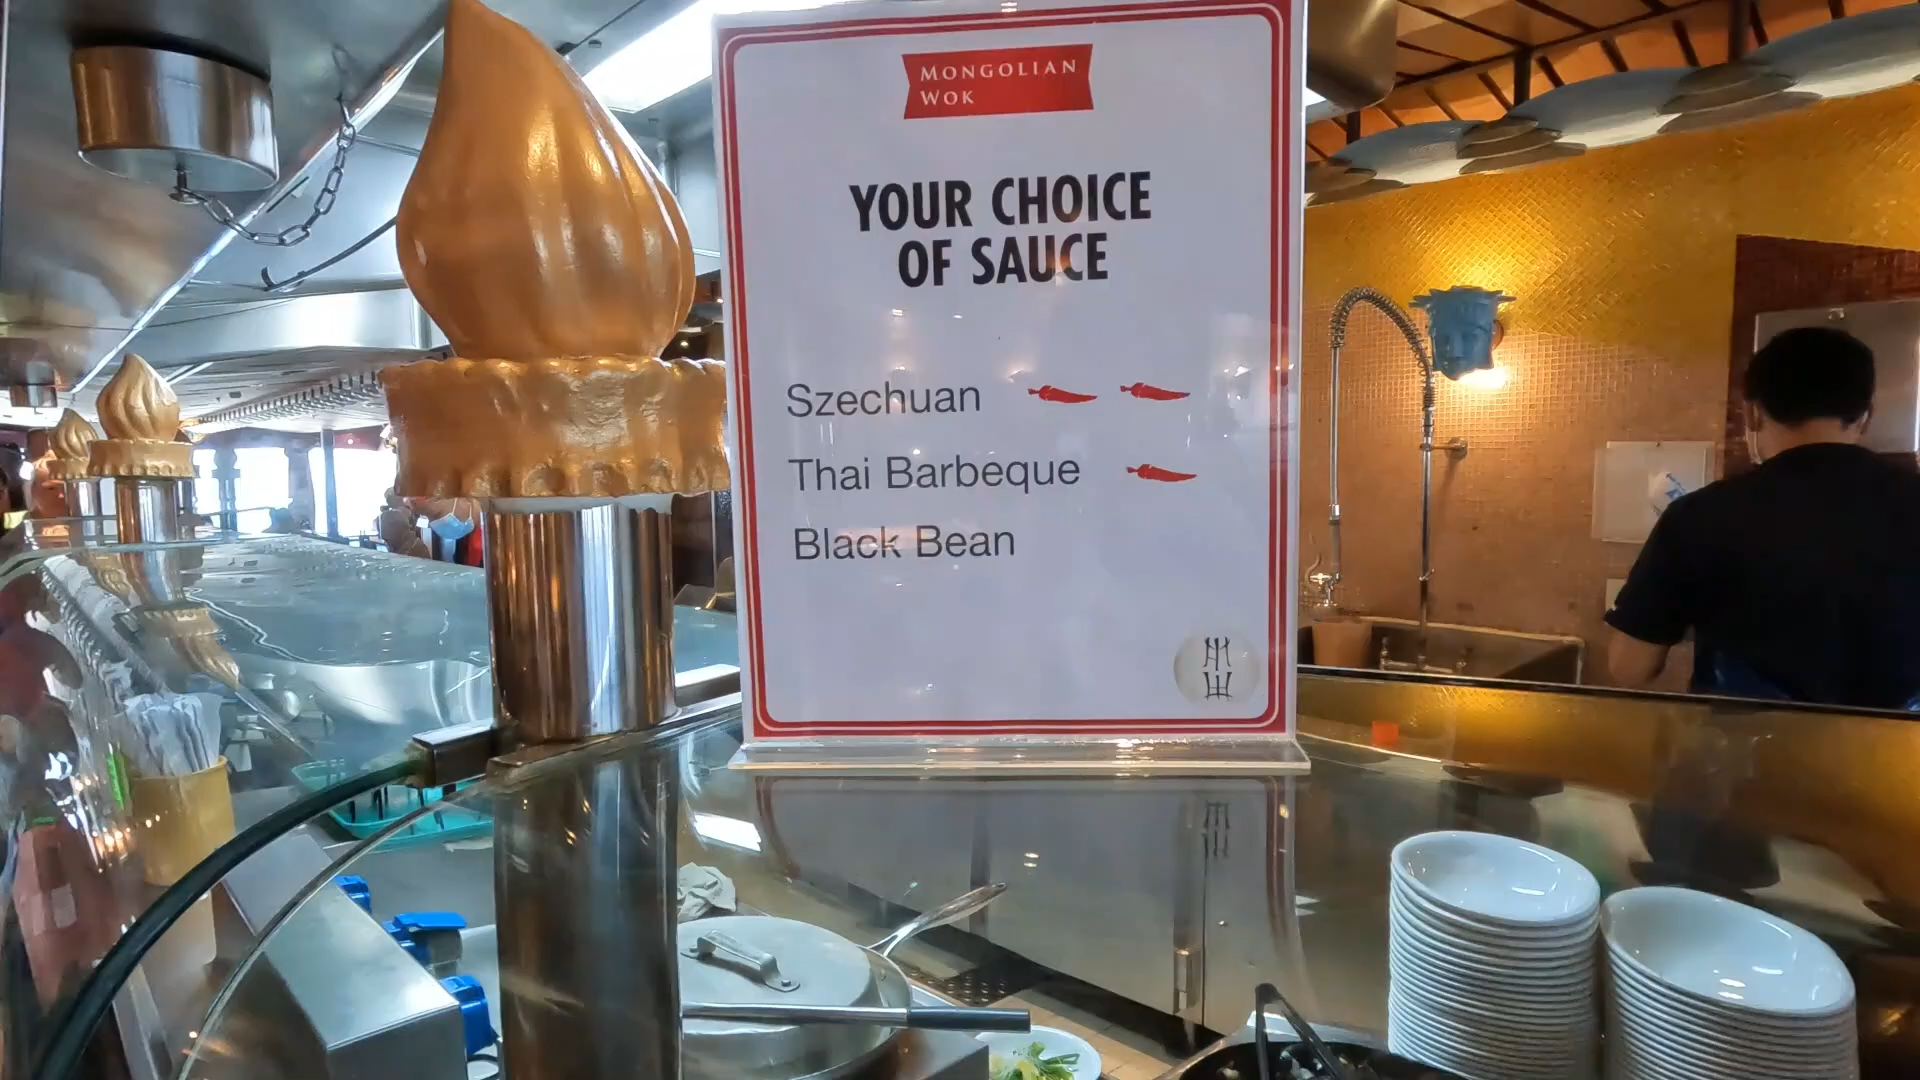 MONGOLIAN
WOK
YOUR CHOICE
OF SAUCE
Szechuan
Thai Barbeque
Black Bean